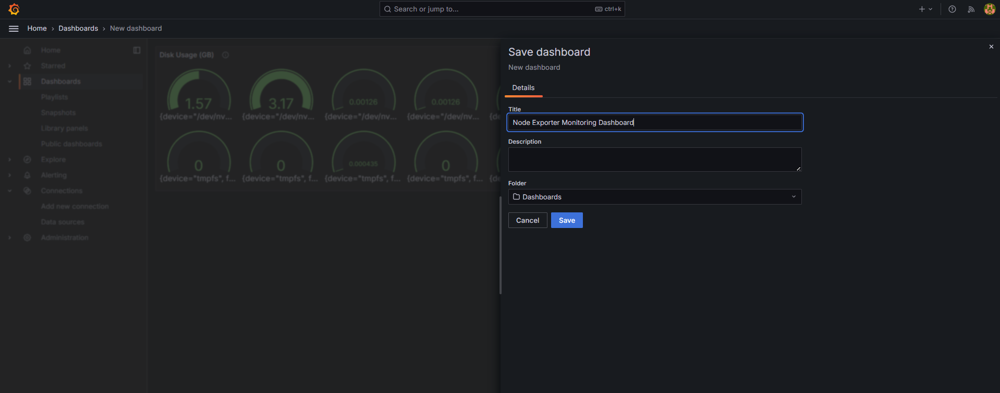 Search or jump to...
ctrl+k
Home › Dashboards › New dashboard
Home
Starred
Dashboards
Playlists
Snapshots
Library panels
Public dashboards
Explore
Alerting
Connections
Add new connection
Data sources
Administration
Disk Usage (GB)
1.57
3.17
0.00126
0.00126
{device="/dev/nv...
{device="/dev/nv...
{device="/dev/nv...
{device="/dev/nv...
{de
0
0
0.000435
0
{device="tmpfs", f...
{device="tmpfs", f...
{device="tmpfs", f...
{device="tmpfs", f...
{de
Save dashboard
New dashboard
Details
Title
Node Exporter Monitoring Dashboard
Description
Folder
Dashboards
Cancel
Save